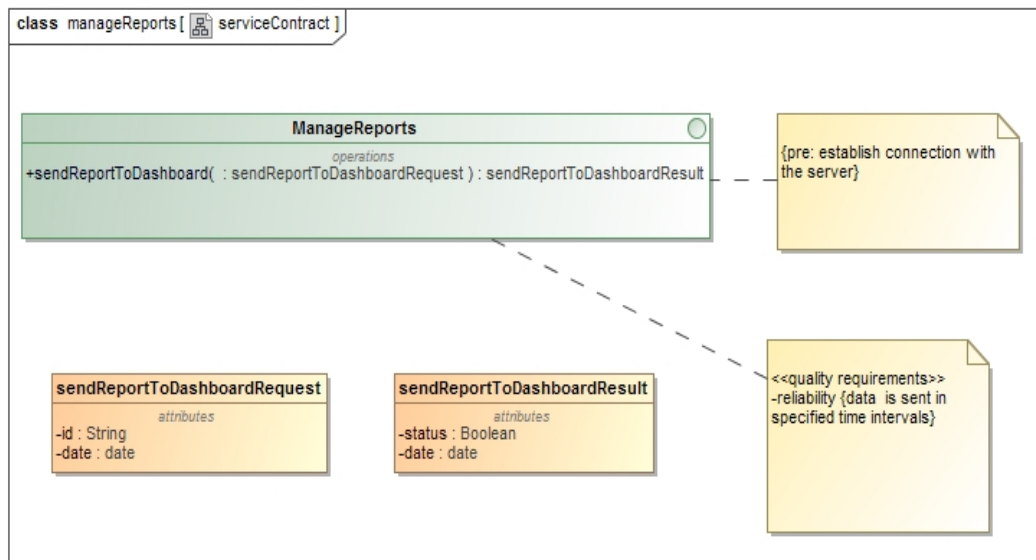 class manageReports [ serviceContract ]
ManageReports
operations
+sendReportToDashboard( : sendReportToDashboardRequest ) : sendReportToDashboardResult
{pre: establish connection with
the server}
sendReportToDashboardRequest
attributes
-id : String
-date : date
sendReportToDashboardResult
attributes
-status : Boolean
-date : date
<<quality requirements>>
-reliability {data is sent in
specified time intervals}